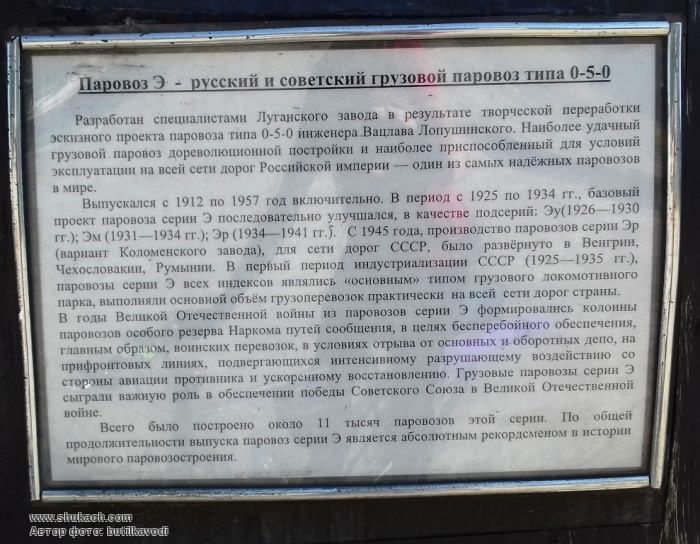 Паровоз Э - русский и советский грузовой паровоз типа 0-5-0
Разработан специалистами Луганского завода в результате творческой переработки
эскизного проекта паровоза типа 0-5-0 инженера Вацлава Лопушинского. Наиболее удачный
грузовой паровоз дореволюционной постройки и наиболее приспособленный для условий
эксплуатации на всей сети дорог Российской империи — один из самых надёжных паровозов
в мире.
Выпускался с 1912 по 1957 год включительно. В период с 1925 по 1934 гг., базовый
проект паровоза серии Э последовательно улучшался, в качестве подсерий: Эу(1926—1930
гг.); Эм (1931—1934 гг.); Эр (1934—1941 гг.). С 1945 года, производство паровозов серии Эр
(вариант Коломенского завода), для сети дорог СССР, было развёрнуто в Венгрии,
Чехословакии, Румынии. В первый период индустриализации СССР (1925—1935 гг.),
паровозы серии Э всех индексов являлись «основным» типом грузового локомотивного
парка, выполняли основной объём грузоперевозок практически на всей сети дорог страны.
В годы Великой Отечественной войны из паровозов серии Э формировались колонны
паровозов особого резерва Наркома путей сообщения, в целях бесперебойного обеспечения,
главным образом, воинских перевозок, в условиях отрыва от основных и оборотных депо, на
прифронтовых линиях, подвергающихся интенсивному разрушающему воздействию со
стороны авиации противника и ускоренному восстановлению. Грузовые паровозы серии Э
сыграли важную роль в обеспечении победы Советского Союза в Великой Отечественной
войне.
Всего было построено около 11 тысяч паровозов этой серии. По общей
продолжительности выпуска паровоз серии Э является абсолютным рекордсменом в истории
мирового паровозостроения.
www.shukach.com
Автор фото: butilkavodi